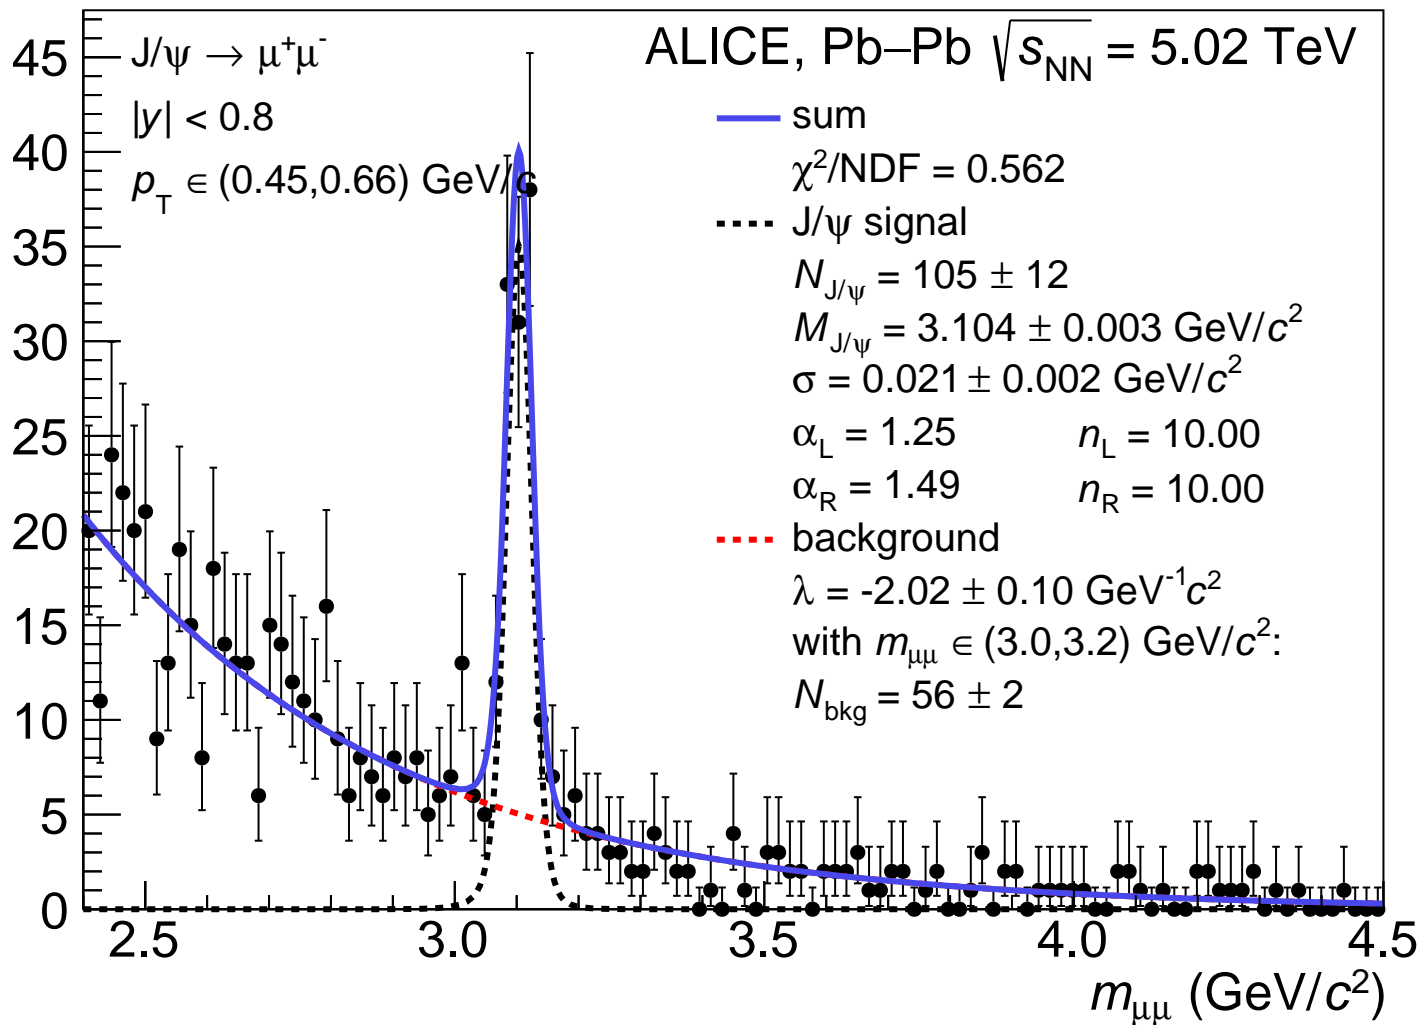 ALICE, Pb–Pb √sNN = 5.02 TeV
J/ψ → μ⁺μ⁻
|y| < 0.8
pT ∈ (0.45,0.66) GeV/c
sum
χ²/NDF = 0.562
J/ψ signal
NJ/ψ = 105 ± 12
MJ/ψ = 3.104 ± 0.003 GeV/c²
σ = 0.021 ± 0.002 GeV/c²
αL = 1.25 nL = 10.00
αR = 1.49 nR = 10.00
background
λ = -2.02 ± 0.10 GeV⁻¹c²
with mμμ ∈ (3.0,3.2) GeV/c²:
Nbkg = 56 ± 2
45
40
35
30
25
20
15
10
5
0
2.5 3.0 3.5 4.0 4.5
mμμ (GeV/c²)